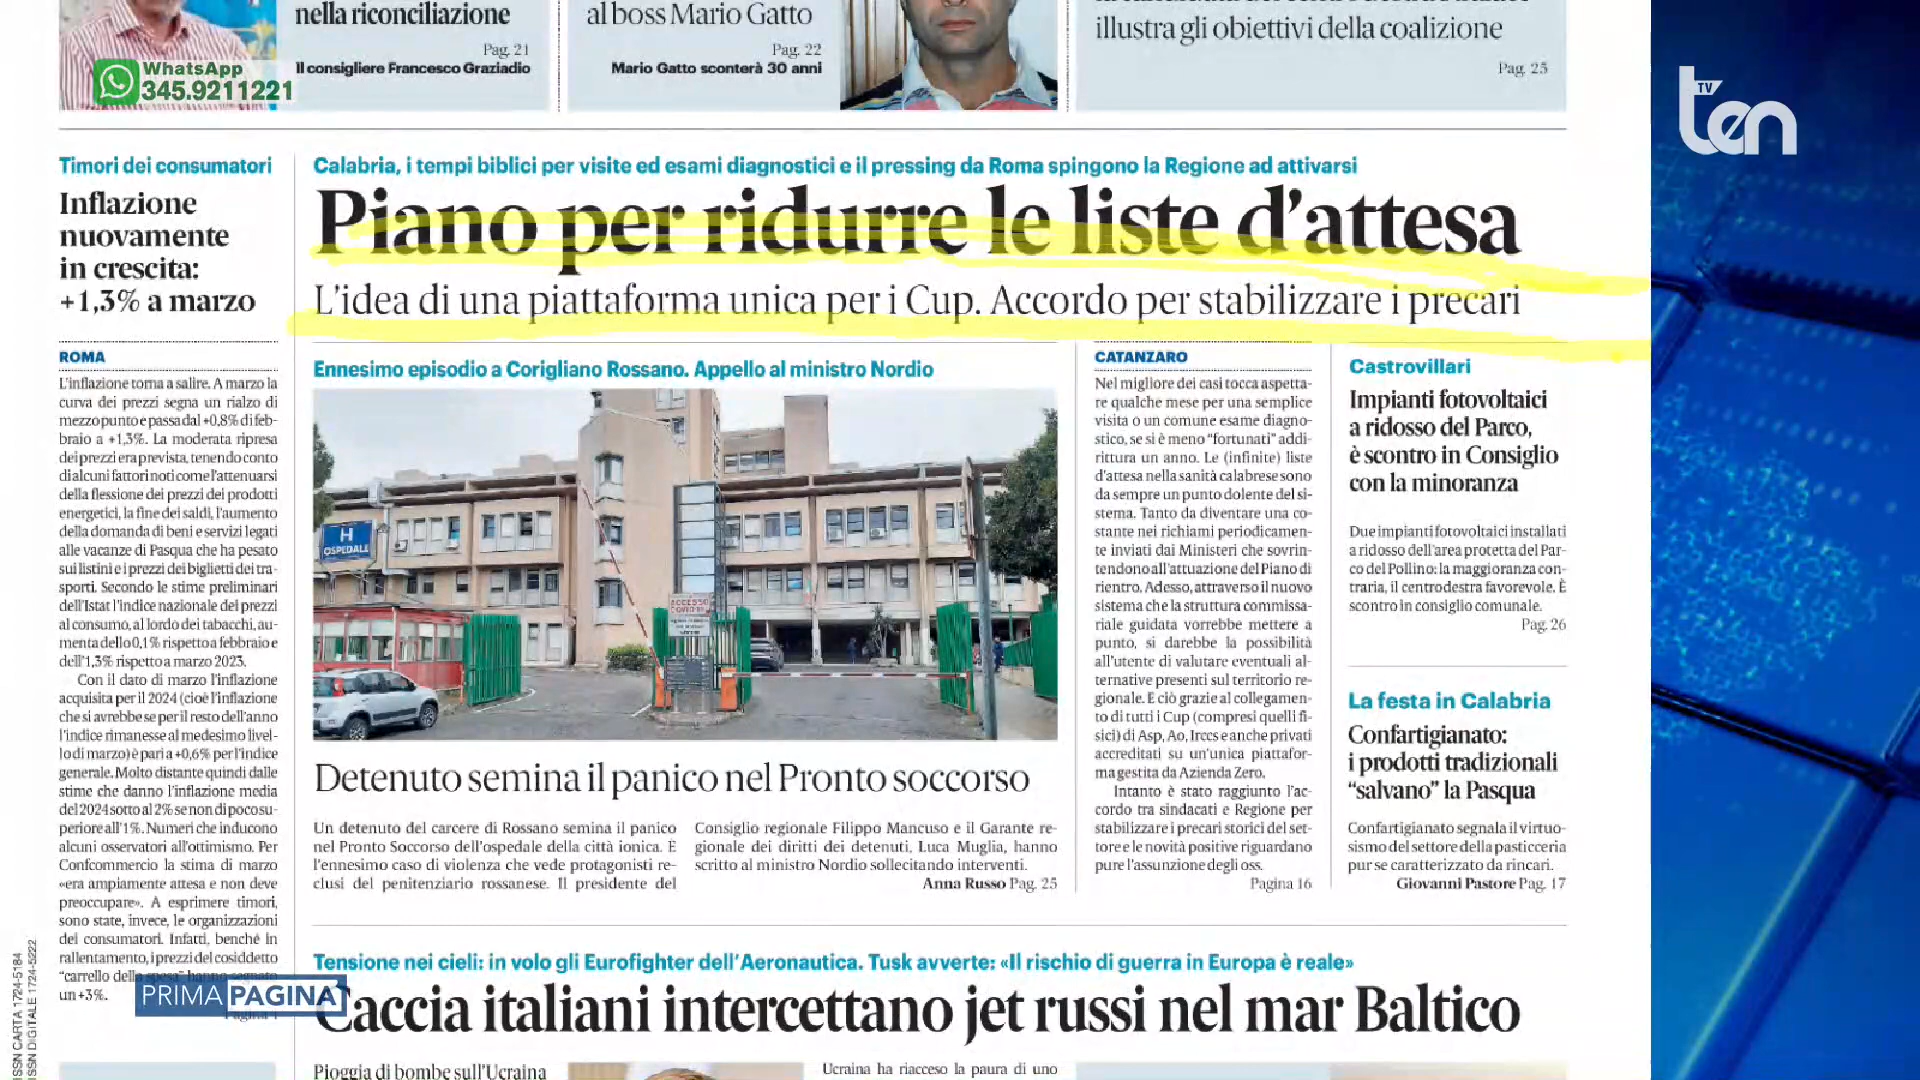 nella riconciliazione
Pag. 21
Il consigliere Francesco Graziadio
WhatsApp
345.9211221
al boss Mario Gatto
Pag. 22
Mario Gatto sconterà 30 anni
illustra gli obiettivi della coalizione
Pag. 25
TV
ten
Timori dei consumatori
Inflazione
nuovamente
in crescita:
+1,3% a marzo
ROMA
L'inflazione torna a salire. A marzo la
curva dei prezzi segna un rialzo di
mezzo punto e passa dal +0,8% di feb-
braio a +1,3%. La moderata ripresa
dei prezzi era prevista, tenendo conto
di alcuni fattori noti come l'attenuarsi
della flessione dei prezzi dei prodotti
energetici, la fine dei saldi, l'aumento
della domanda di beni e servizi legati
alle vacanze di Pasqua che ha pesato
sui listini e i prezzi dei biglietti dei tra-
sporti. Secondo le stime preliminari
dell'Istat l'indice nazionale dei prezzi
al consumo, al lordo dei tabacchi, au-
menta dello 0,1% rispetto a febbraio e
dell'1,3% rispetto a marzo 2023.
Con il dato di marzo l'inflazione
acquisita per il 2024 (cioè l'inflazione
che si avrebbe se per il resto dell'anno
l'indice rimanesse al medesimo livel-
lo di marzo) è pari a +0,6% per l'indice
generale. Molto distante quindi dalle
stime che danno l'inflazione media
del 2024 sotto al 2% se non di poco su-
periore all'1%. Numeri che inducono
alcuni osservatori all'ottimismo. Per
Confcommercio la stima di marzo
«era ampiamente attesa e non deve
preoccupare». A esprimere timori,
sono state, invece, le organizzazioni
dei consumatori. Infatti, benché in
rallentamento, i prezzi del cosiddetto
"carrello della spesa" hanno segnato
un +3%.
Calabria, i tempi biblici per visite ed esami diagnostici e il pressing da Roma spingono la Regione ad attivarsi
Piano per ridurre le liste d'attesa
L'idea di una piattaforma unica per i Cup. Accordo per stabilizzare i precari
Ennesimo episodio a Corigliano Rossano. Appello al ministro Nordio
H
OSPEDALE
Detenuto semina il panico nel Pronto soccorso
Un detenuto del carcere di Rossano semina il panico
nel Pronto Soccorso dell'ospedale della città ionica. È
l'ennesimo caso di violenza che vede protagonisti re-
clusi del penitenziario rossanese. Il presidente del
Consiglio regionale Filippo Mancuso e il Garante re-
gionale dei diritti dei detenuti, Luca Muglia, hanno
scritto al ministro Nordio sollecitando interventi.
Anna Russo Pag. 25
CATANZARO
Nel migliore dei casi tocca aspetta-
re qualche mese per una semplice
visita o un comune esame diagno-
stico, se si è meno "fortunati" addi-
rittura un anno. Le (infinite) liste
d'attesa nella sanità calabrese sono
da sempre un punto dolente del si-
stema. Tanto da diventare una co-
stante nei richiami periodicamen-
te inviati dai Ministeri che sovrin-
tendono all'attuazione del Piano di
rientro. Adesso, attraverso il nuovo
sistema che la struttura commissa-
riale guidata vorrebbe mettere a
punto, si darebbe la possibilità
all'utente di valutare eventuali al-
ternative presenti sul territorio re-
gionale. E ciò grazie al collegamen-
to di tutti i Cup (compresi quelli fi-
sici) di Asp, Ao, Irccs e anche privati
accreditati su un'unica piattafor-
ma gestita da Azienda Zero.
Intanto è stato raggiunto l'ac-
cordo tra sindacati e Regione per
stabilizzare i precari storici del set-
tore e le novità positive riguardano
pure l'assunzione degli oss.
Pagina 16
Castrovillari
Impianti fotovoltaici
a ridosso del Parco,
è scontro in Consiglio
con la minoranza
Due impianti fotovoltaici installati
a ridosso dell'area protetta del Par-
co del Pollino: la maggioranza con-
traria, il centrodestra favorevole. È
scontro in consiglio comunale.
Pag. 26
La festa in Calabria
Confartigianato:
i prodotti tradizionali
"salvano" la Pasqua
Confartigianato segnala il virtuo-
sismo del settore della pasticceria
pur se caratterizzato da rincari.
Giovanni Pastore Pag. 17
Tensione nei cieli: in volo gli Eurofighter dell'Aeronautica. Tusk avverte: «Il rischio di guerra in Europa è reale»
Caccia italiani intercettano jet russi nel mar Baltico
Pioggia di bombe sull'Ucraina
Ucraina ha riacceso la paura di uno
PRIMA PAGINA
ISSN CARTA 1724-5184
ISSN DIGITALE 1724-5222